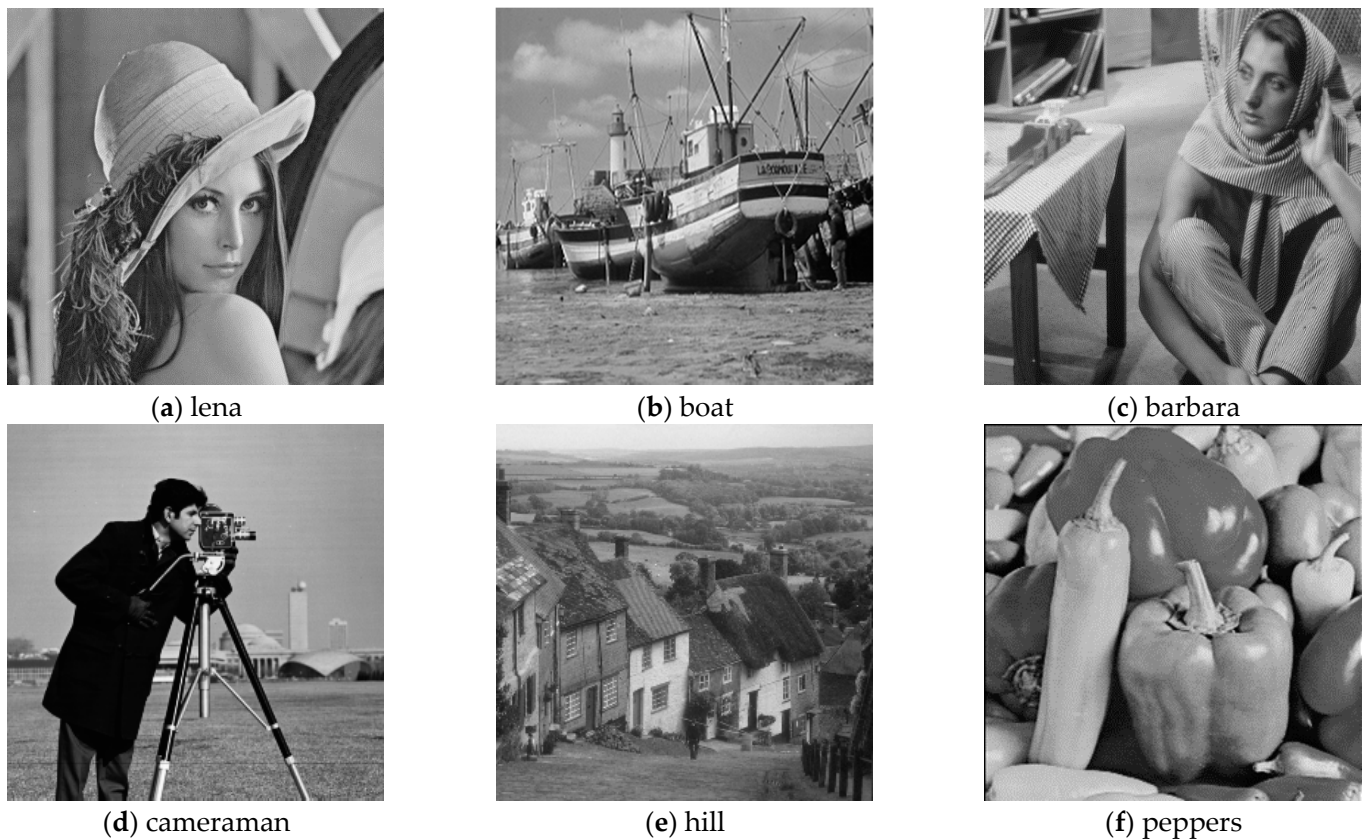 (a) lena
(b) boat
(c) barbara
(d) cameraman
(e) hill
(f) peppers